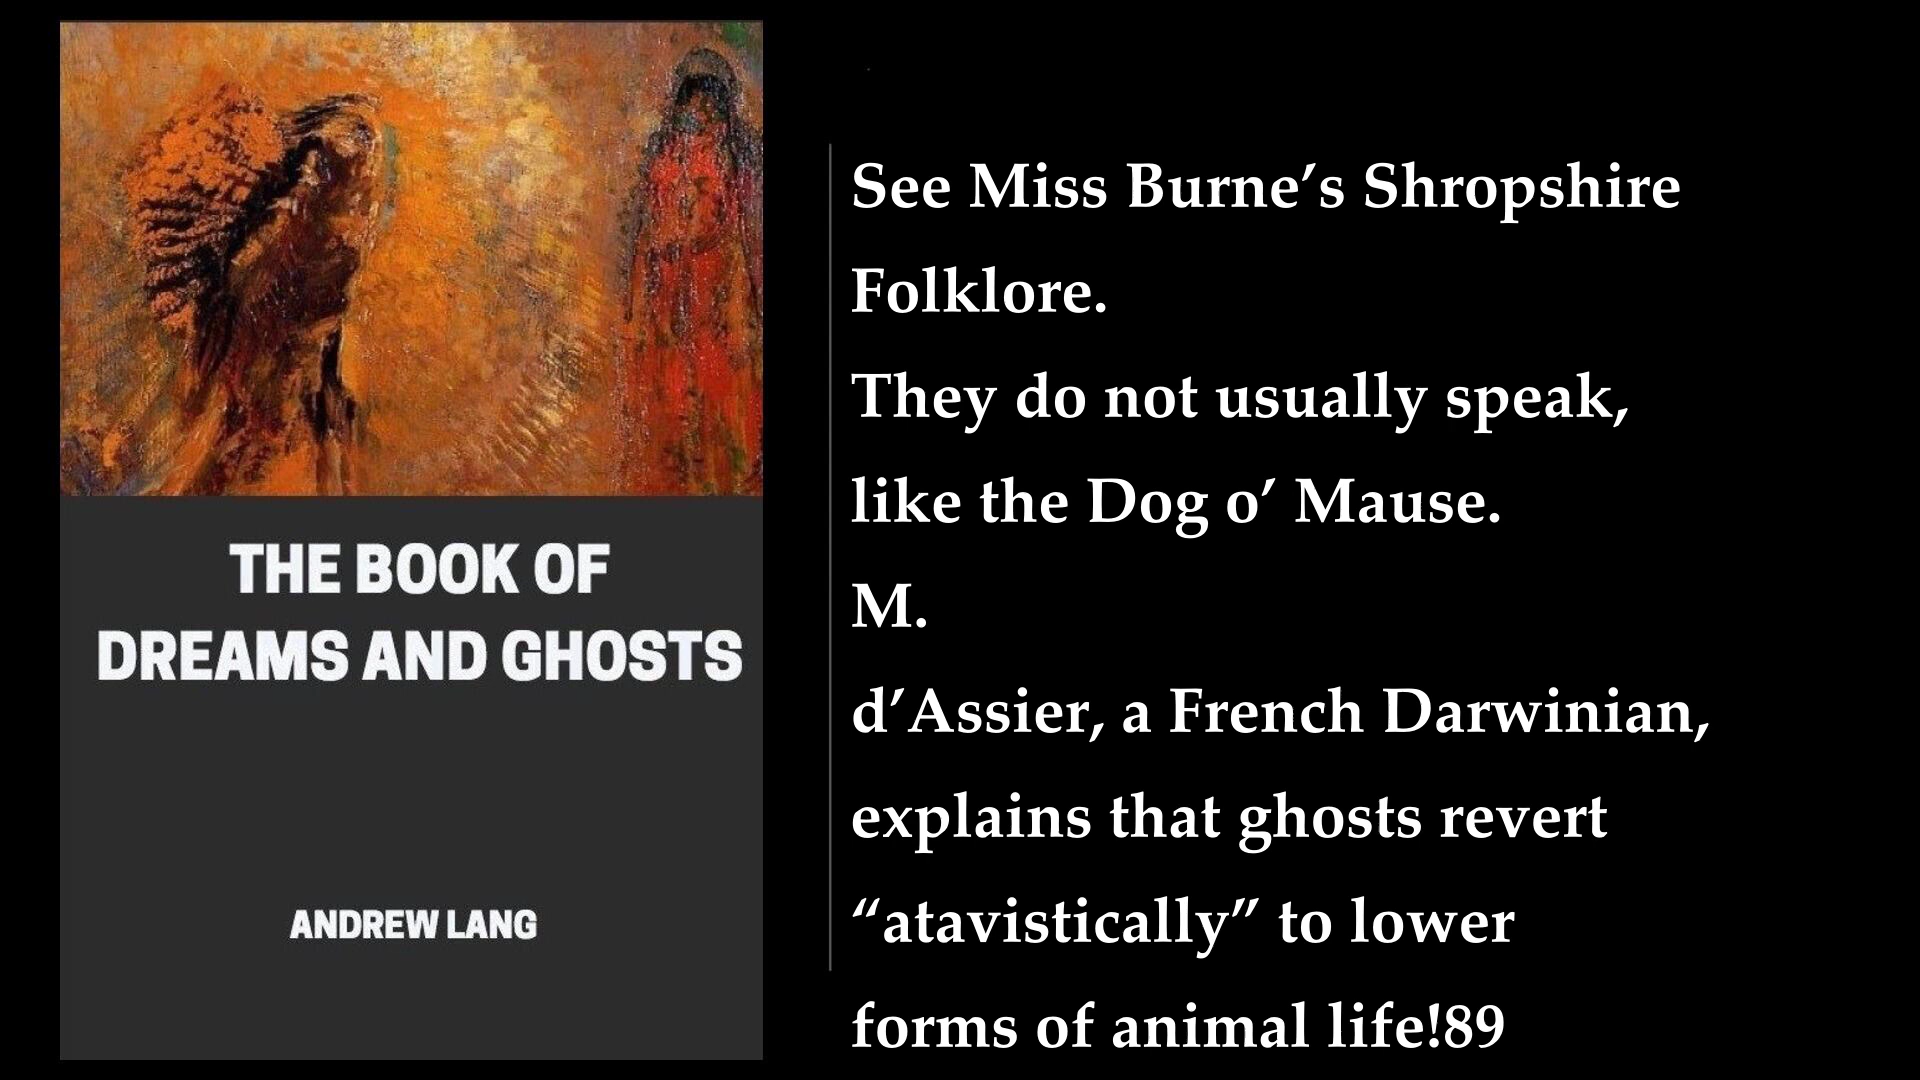 THE BOOK OF
DREAMS AND GHOSTS
ANDREW LANG
See Miss Burne’s Shropshire
Folklore.
They do not usually speak,
like the Dog o’ Mause.
M.
d’Assier, a French Darwinian,
explains that ghosts revert
“atavistically” to lower
forms of animal life!89